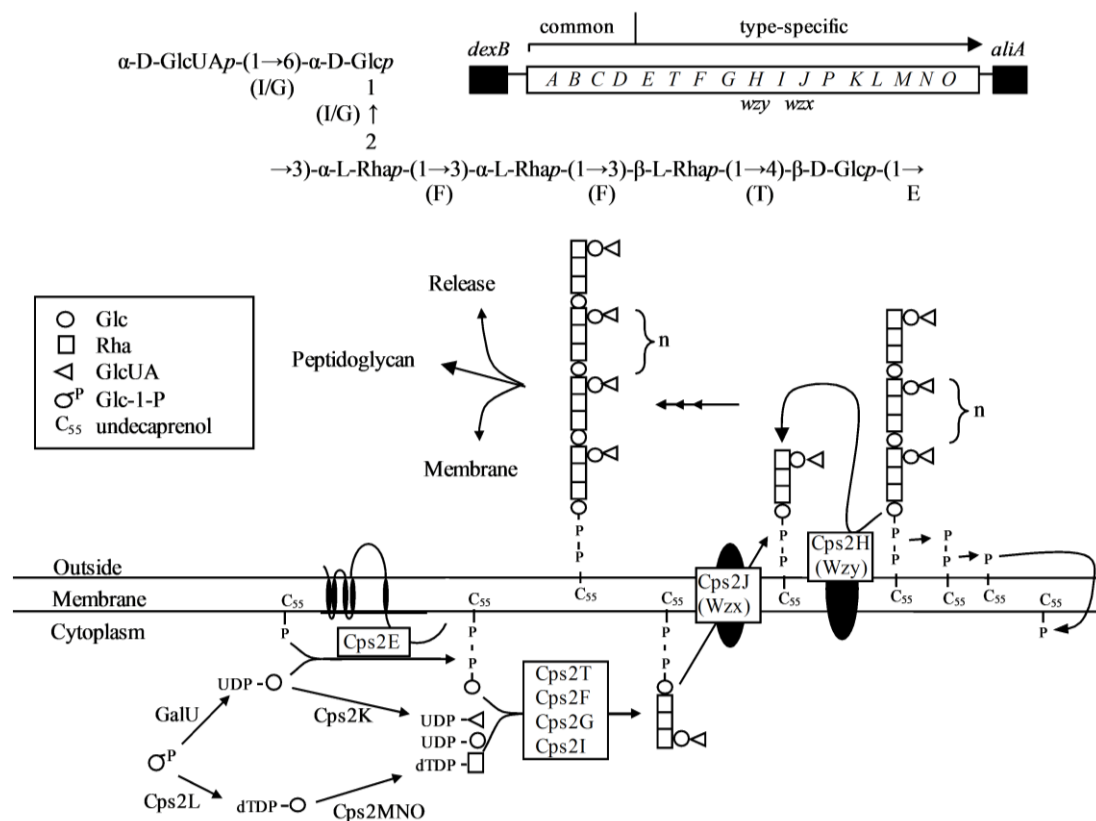 common type-specific
dexB aliA
A B C D E T F G H I J P K L M N O
wzy wzx
α-D-GlcUAp-(1→6)-α-D-Glcp
(I/G) 1
(I/G) ↑
2
→3)-α-L-Rhap-(1→3)-α-L-Rhap-(1→3)-β-L-Rhap-(1→4)-β-D-Glcp-(1→
(F) (F) (T) E
Glc
Rha
GlcUA
P Glc-1-P
C₅₅ undecaprenol
Release
Peptidoglycan
Membrane
n
n
P
P
C₅₅
P
P
C₅₅
P
P
C₅₅
P
P
C₅₅
P
C₅₅
C₅₅
P
Outside
Membrane
Cytoplasm
C₅₅
P
Cps2E
C₅₅
P
P
C₅₅
P
P
Cps2J
(Wzx)
Cps2H
(Wzy)
UDP
GalU
P
Cps2L
dTDP
Cps2K
Cps2MNO
UDP
UDP
dTDP
Cps2T
Cps2F
Cps2G
Cps2I